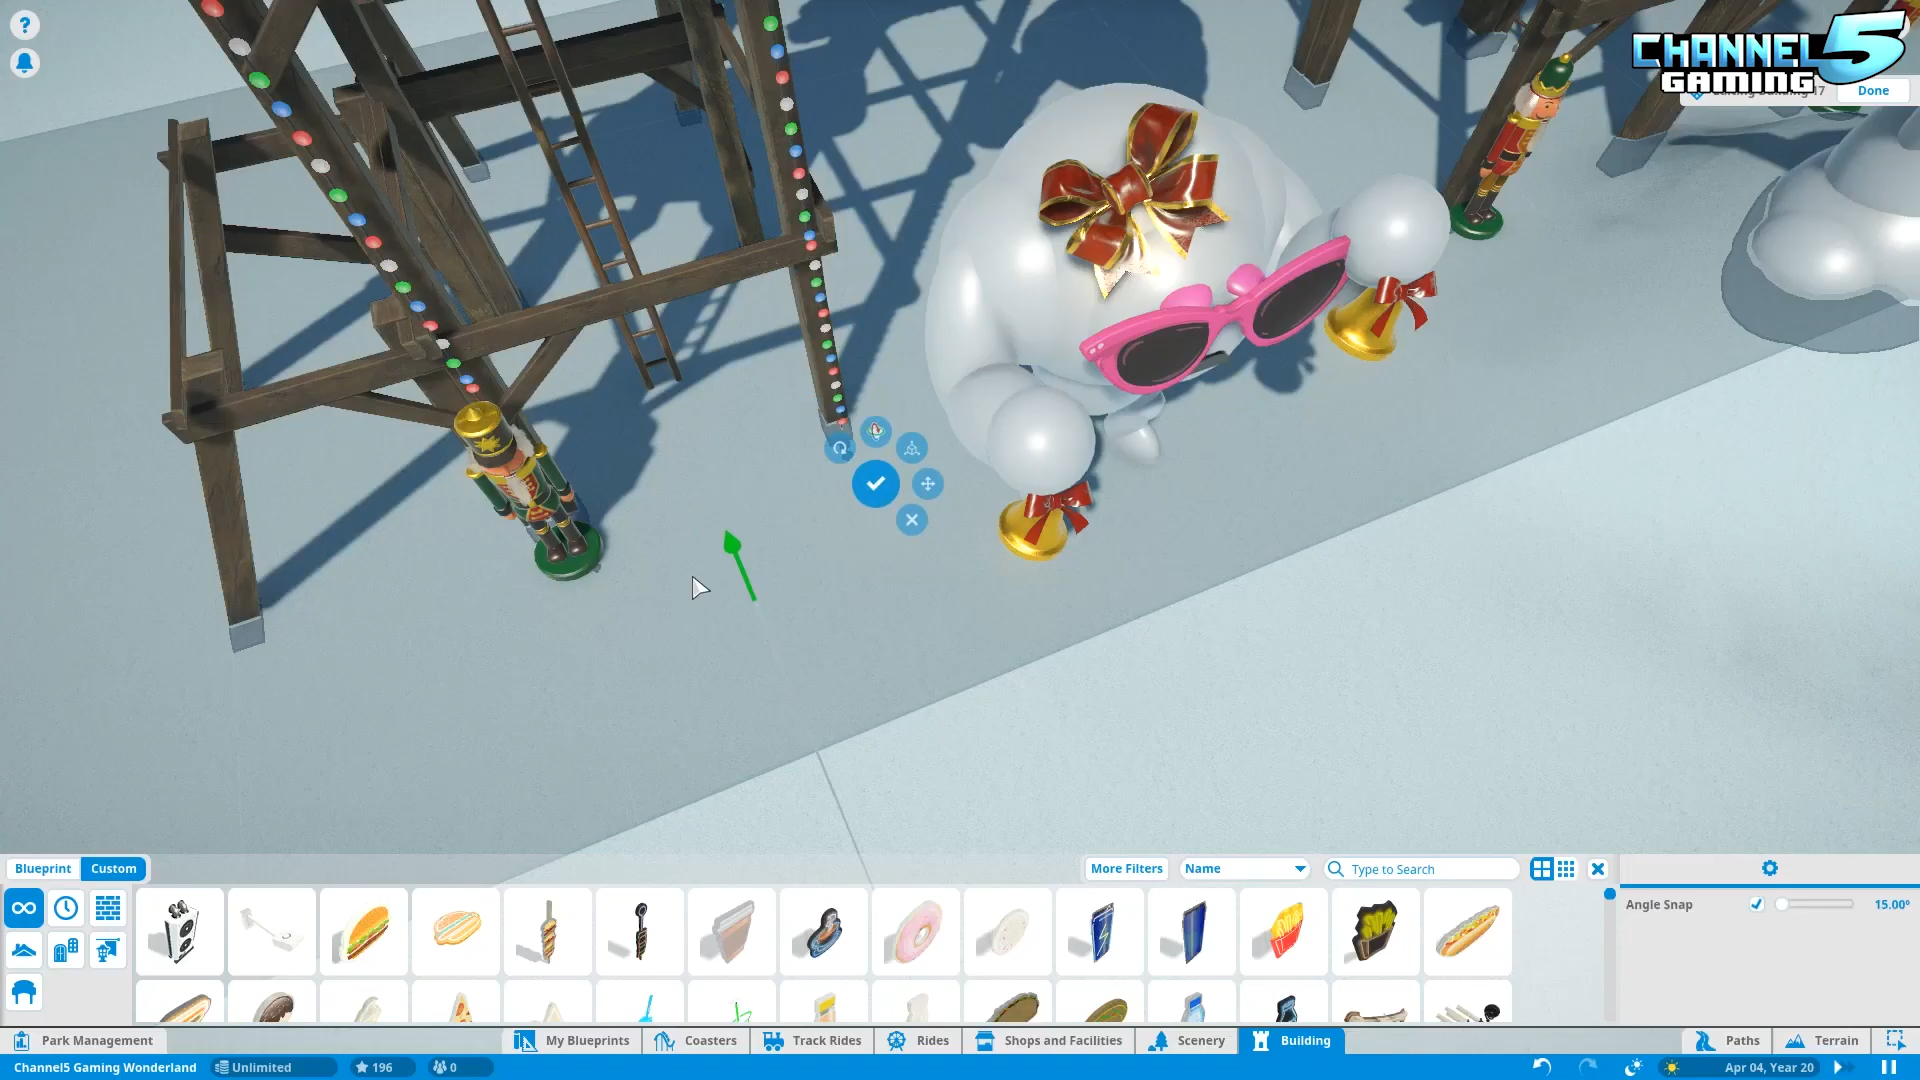 ?
CHANNEL 5
GAMING
17
Done
Blueprint
Custom
More Filters
Name
Type to Search
Angle Snap
15.00°
Park Management
My Blueprints
Coasters
Track Rides
Rides
Shops and Facilities
Scenery
Building
Paths
Terrain
Channel5 Gaming Wonderland
Unlimited
196
0
Apr 04, Year 20